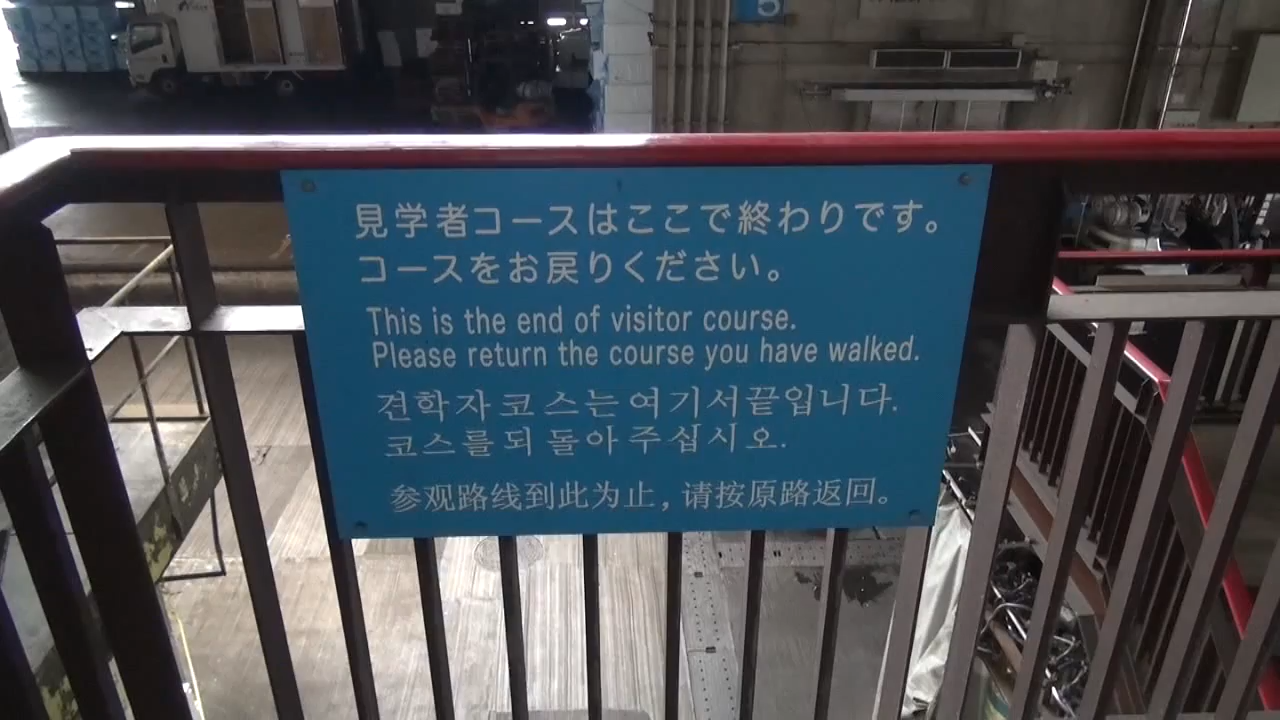 5
見学者コースはここで終わりです。
コースをお戻りください。
This is the end of visitor course.
Please return the course you have walked.
견학자 코스는 여기서 끝입니다.
코스를 되돌아 주십시오.
参观路线到此为止，请按原路返回。